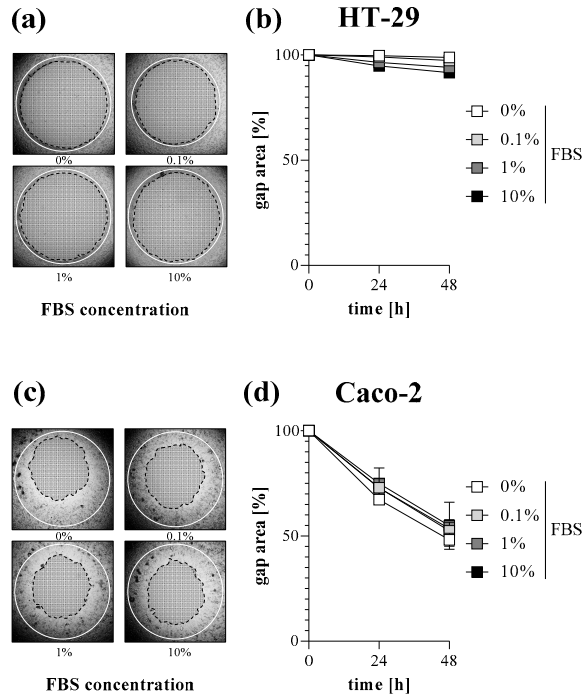 (a)
0%
0.1%
1%
10%
FBS concentration
(b)
HT-29
100
50
0
gap area [%]
0
24
48
time [h]
0%
0.1%
1%
10%
FBS
(c)
0%
0.1%
1%
10%
FBS concentration
(d)
Caco-2
100
50
0
gap area [%]
0
24
48
time [h]
0%
0.1%
1%
10%
FBS